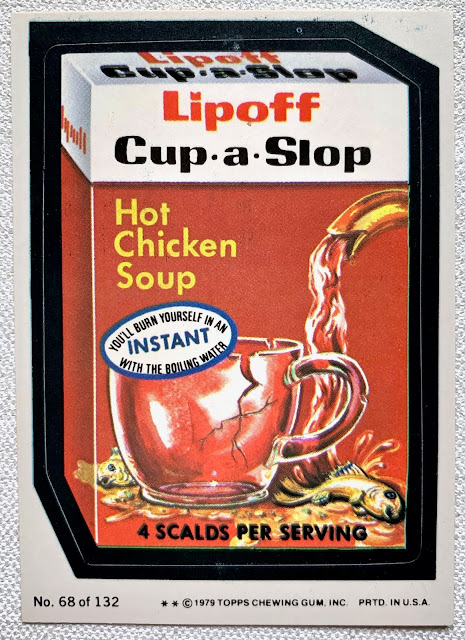 Lipoff
Cup·a·Slop
Lipoff
Lipoff
Cup·a·Slop
Hot
Chicken
Soup
YOU'LL BURN YOURSELF IN AN
INSTANT
WITH THE BOILING WATER
4 SCALDS PER SERVING
No. 68 of 132 ** © 1979 TOPPS CHEWING GUM, INC. PRTD. IN U.S.A.